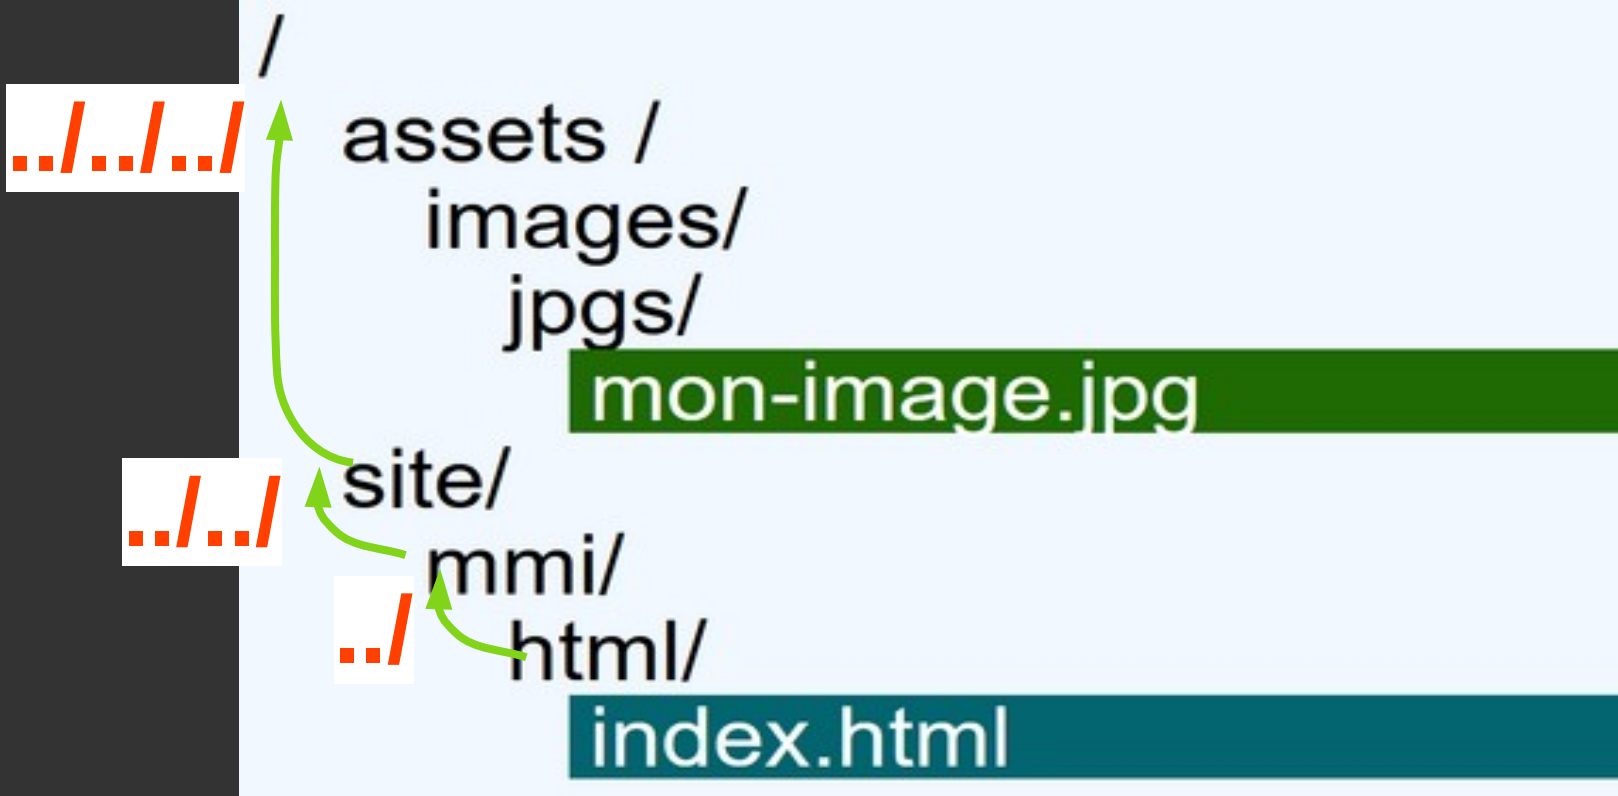 /
../../../
assets /
images/
jpgs/
mon-image.jpg
site/
../../
mmi/
../
html/
index.html